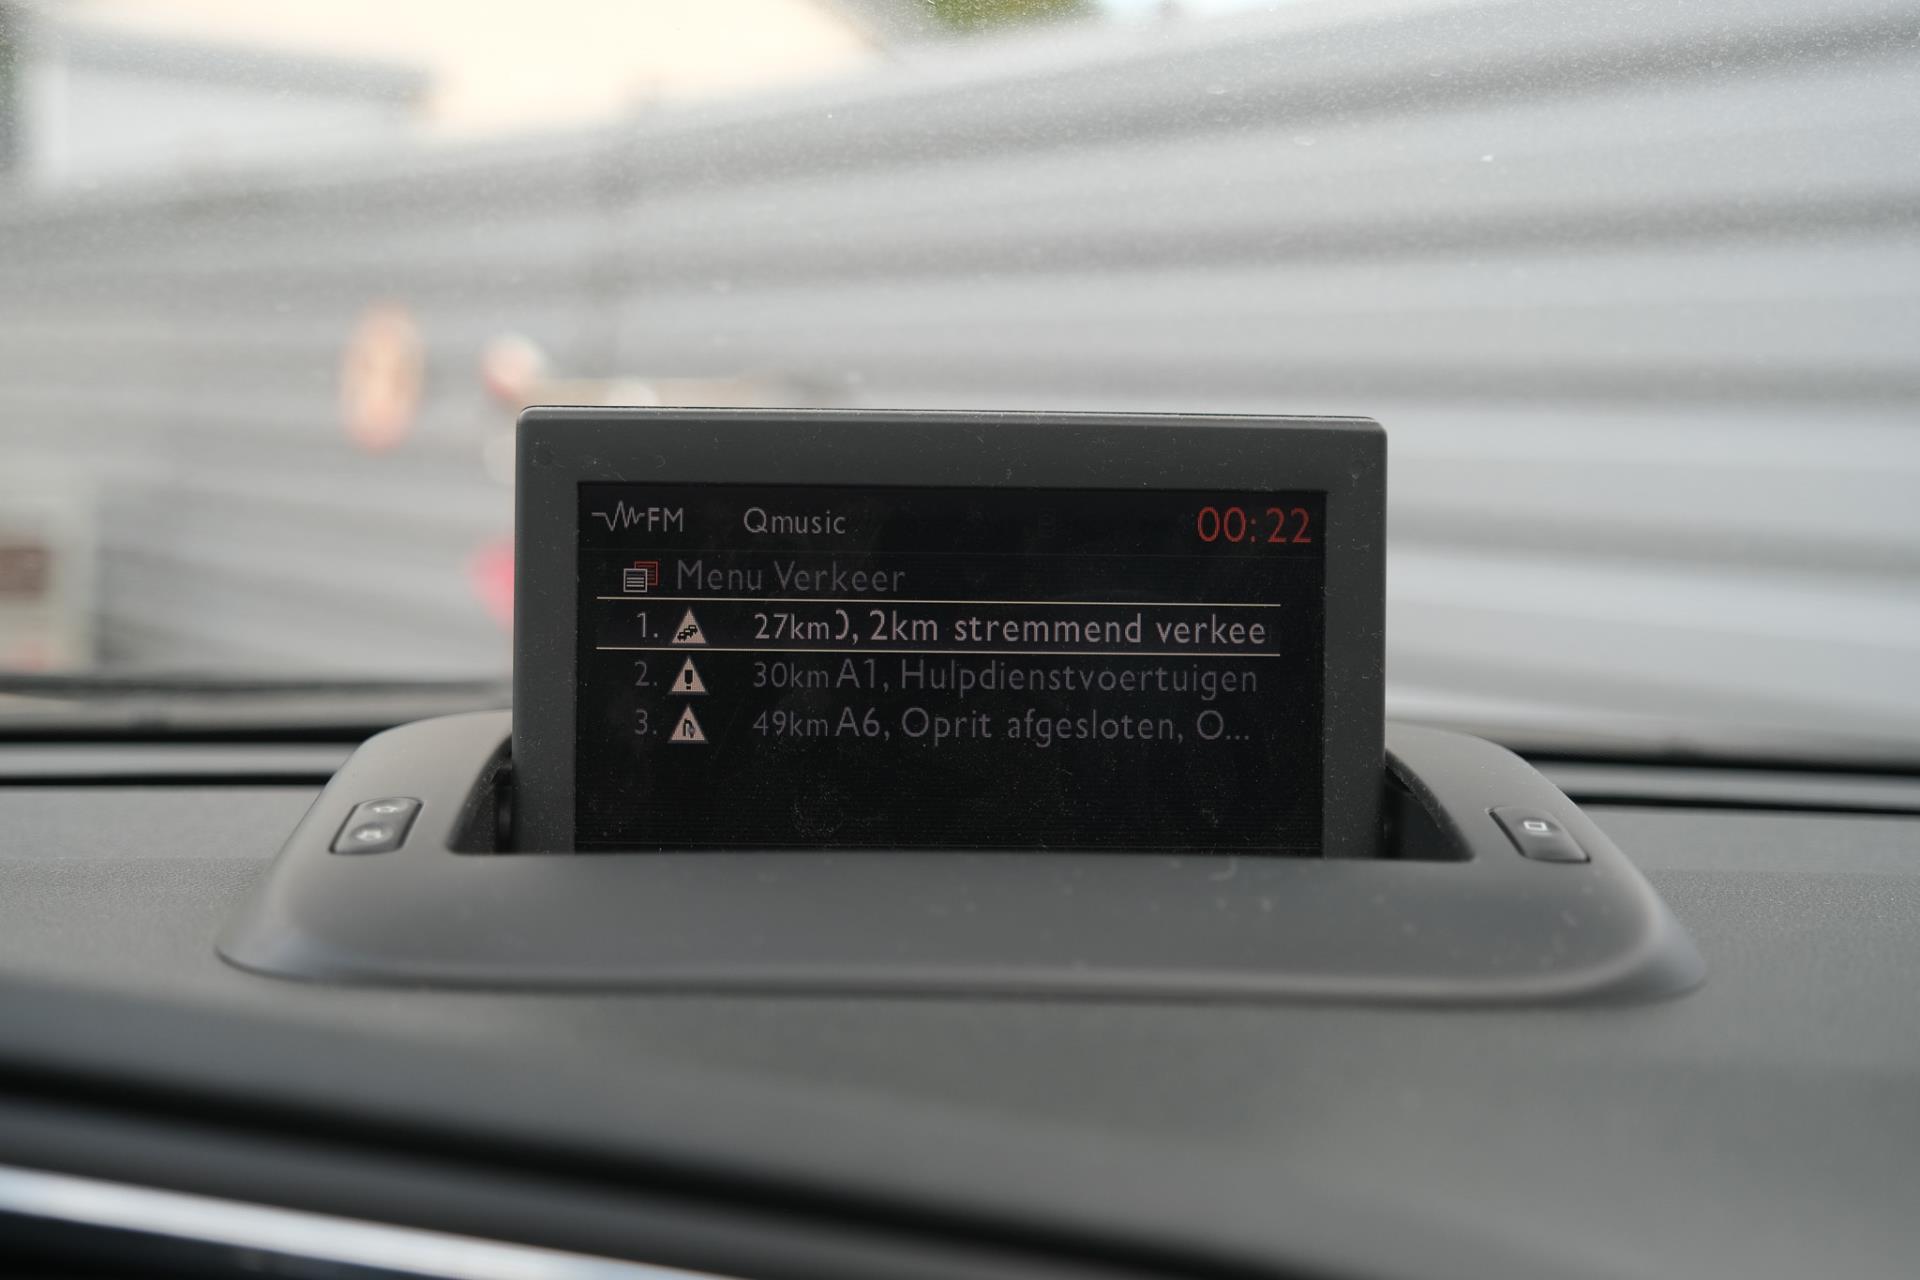 FM Qmusic 00:22
Menu Verkeer
1. 27km), 2km stremmend verkee
2. 30km A1, Hulpdienstvoertuigen
3. 49km A6, Oprit afgesloten, O...